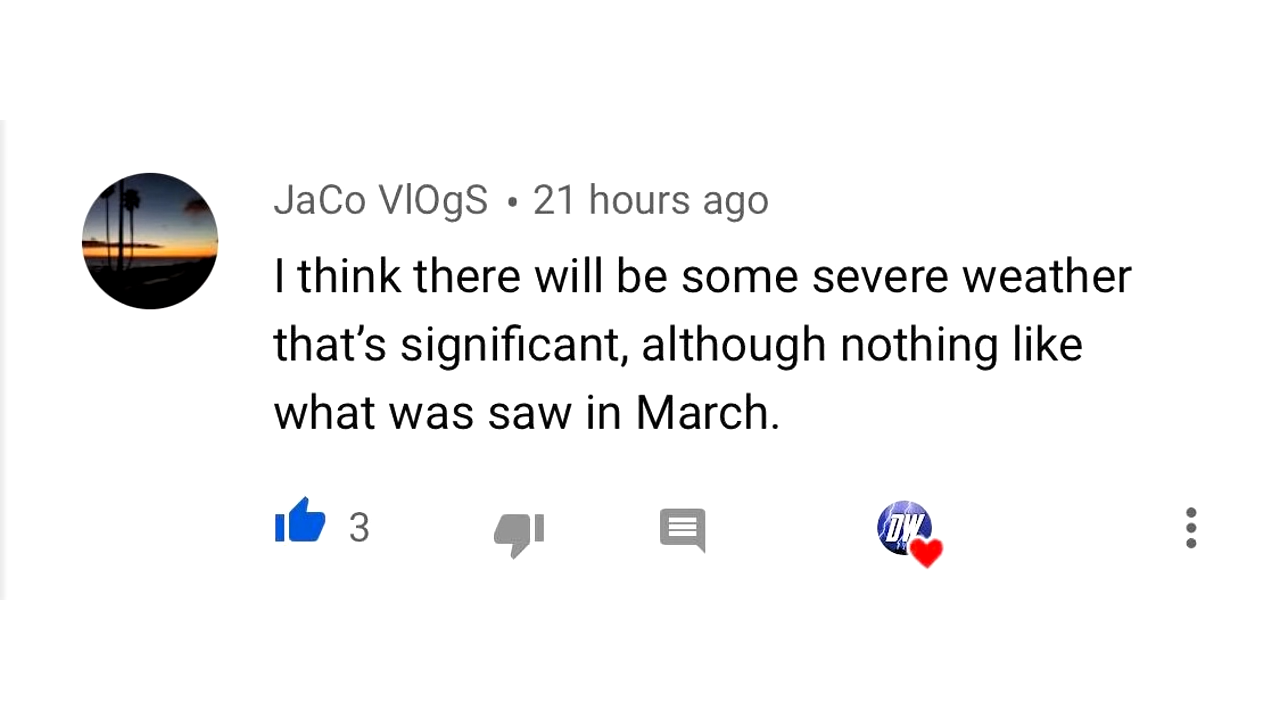 JaCo VlOgS • 21 hours ago
I think there will be some severe weather
that’s significant, although nothing like
what was saw in March.
3
DW